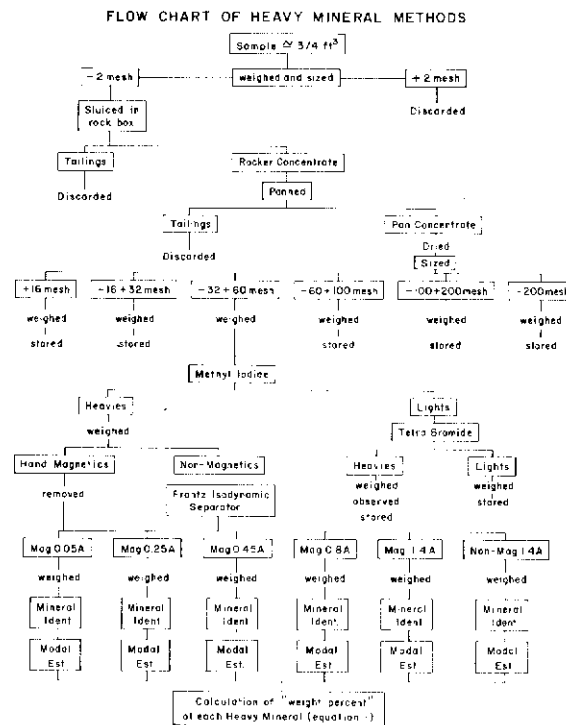 FLOW CHART OF HEAVY MINERAL METHODS
Sample ≃ 3/4 ft³
- 2 mesh
weighed and sized
+ 2 mesh
Discarded
Sluiced in
rock box
Tailings
Rocker Concentrate
Discarded
Panned
Tailings
Pan Concentrate
Discarded
Dried
Sized
+16 mesh
-16 + 32 mesh
-32 + 60 mesh
-60 +100 mesh
-100 +200 mesh
-200 mesh
weighed
weighed
weighed
weighed
weighed
weighed
stored
stored
stored
stored
stored
Methyl Iodide
Heavies
Lights
weighed
Tetra Bromide
Hand Magnetics
Non-Magnetics
Heavies
Lights
removed
weighed
weighed
Frantz Isodynamic
observed
stored
Separator
stored
Mag 0.05A
Mag 0.25A
Mag 0.45A
Mag 0.8A
Mag 1.4A
Non-Mag 1.4A
weighed
weighed
weighed
weighed
weighed
weighed
Mineral
Mineral
Mineral
Mineral
Mineral
Mineral
Ident
Ident
Ident
Ident.
Ident
Ident
Modal
Modal
Modal
Modal
Modal
Modal
Est
Est
Est.
Est
Est
Est
Calculation of "weight percent"
of each Heavy Mineral (equation